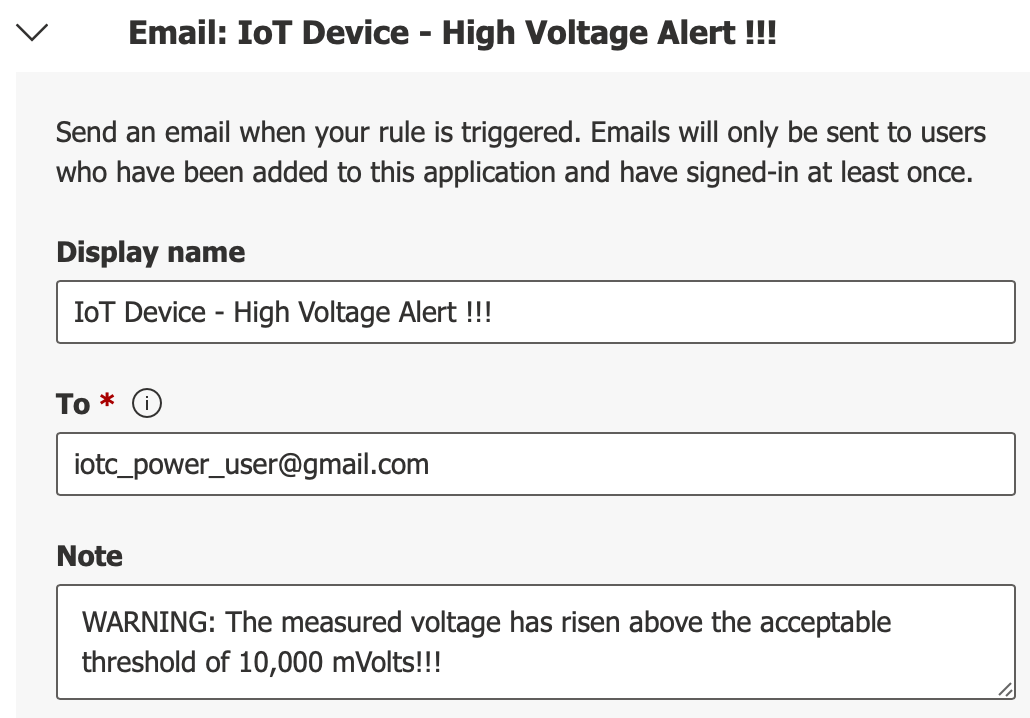 Email: IoT Device - High Voltage Alert !!!
Send an email when your rule is triggered. Emails will only be sent to users
who have been added to this application and have signed-in at least once.
Display name
IoT Device - High Voltage Alert !!!
To *
iotc_power_user@gmail.com
Note
WARNING: The measured voltage has risen above the acceptable
threshold of 10,000 mVolts!!!